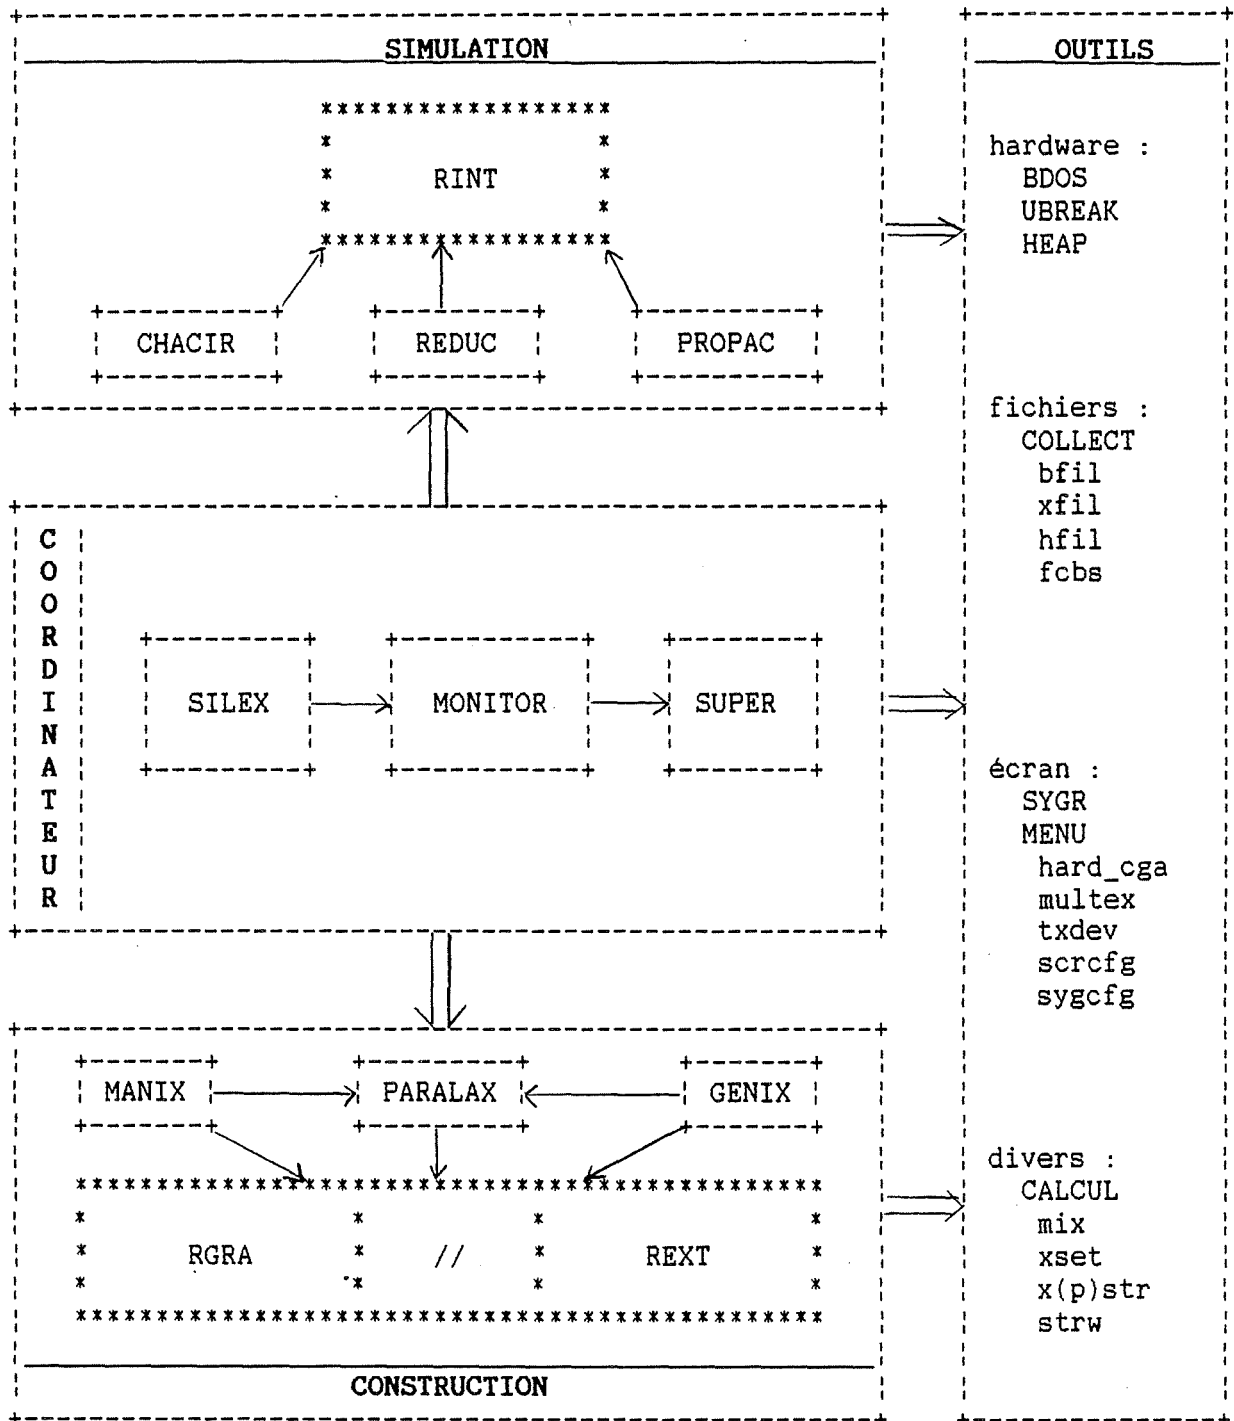 SIMULATION
RINT
CHACIR
REDUC
PROPAC
COORDINATEUR
SILEX
MONITOR
SUPER
MANIX
PARALAX
GENIX
RGRA
//
REXT
CONSTRUCTION
OUTILS
hardware :
BDOS
UBREAK
HEAP
fichiers :
COLLECT
bfil
xfil
hfil
fcbs
écran :
SYGR
MENU
hard_cga
multex
txdev
scrcfg
sygcfg
divers :
CALCUL
mix
xset
x(p)str
strw